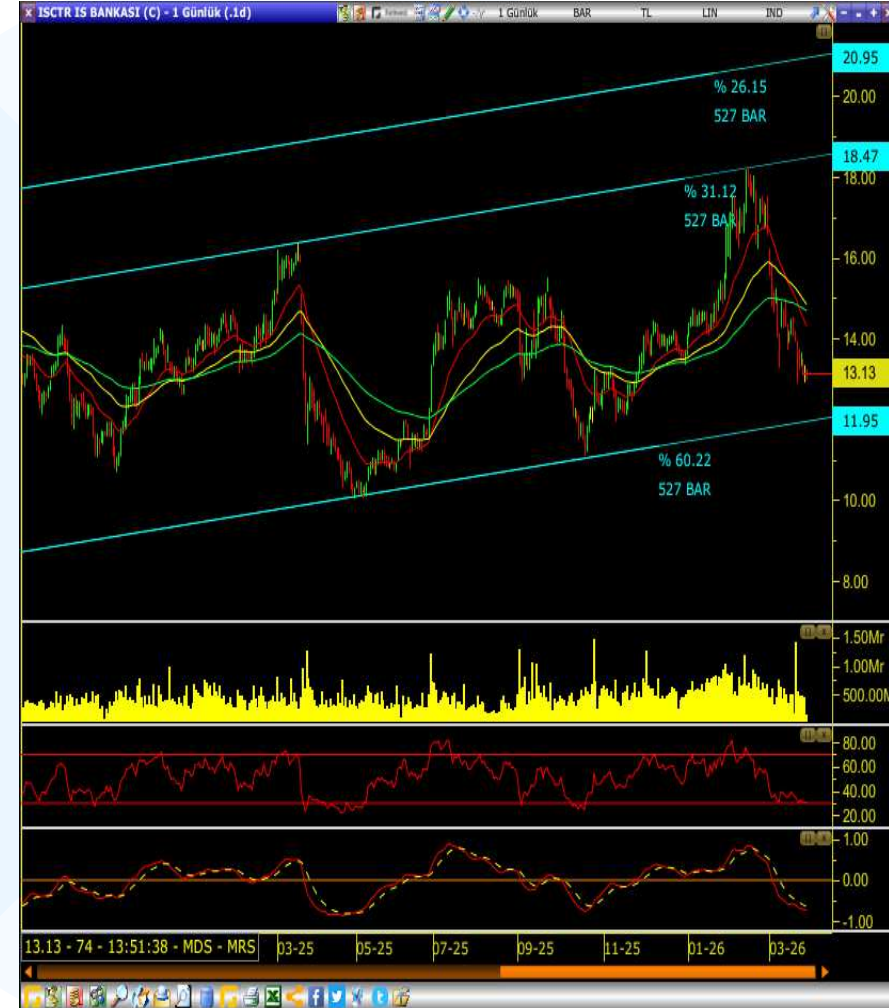 ISCTR IS BANKASI (C) - 1 Günlük (.1d)
1 Günlük BAR TL LIN IND
20.95
% 26.15
20.00
527 BAR
18.47
18.00
% 31.12
527 BAR
16.00
14.00
13.13
11.95
% 60.22
527 BAR
10.00
8.00
1.50Mr
1.00Mr
500.00M
80.00
60.00
40.00
20.00
1.00
0.00
-1.00
13.13 - 74 - 13:51:38 - MDS - MRS
03-25 05-25 07-25 09-25 11-25 01-26 03-26